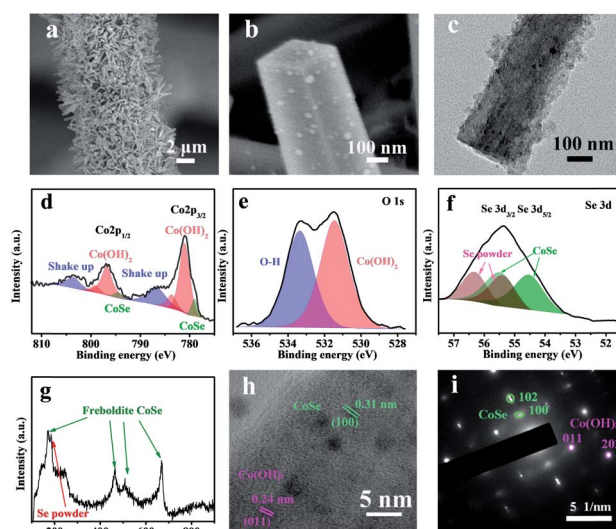 a
2 μm
b
100 nm
c
100 nm
d
Co2p3/2
Co2p1/2
Co(OH)2
Co(OH)2
Shake up
Shake up
CoSe
CoSe
Intensity (a.u.)
810 800 790 780
Binding energy (eV)
e
O 1s
O-H
Co(OH)2
Intensity (a.u.)
536 534 532 530 528
Binding energy (eV)
f
Se 3d3/2 Se 3d5/2
Se 3d
Se powder
CoSe
Intensity (a.u.)
57 56 55 54 53 52
Binding energy (eV)
g
Freboldite CoSe
Se powder
Intensity (a.u.)
h
CoSe
0.31 nm
(100)
Co(OH)
0.24 nm
(011)
5 nm
i
102
CoSe
100
Co(OH)
011
5 1/nm